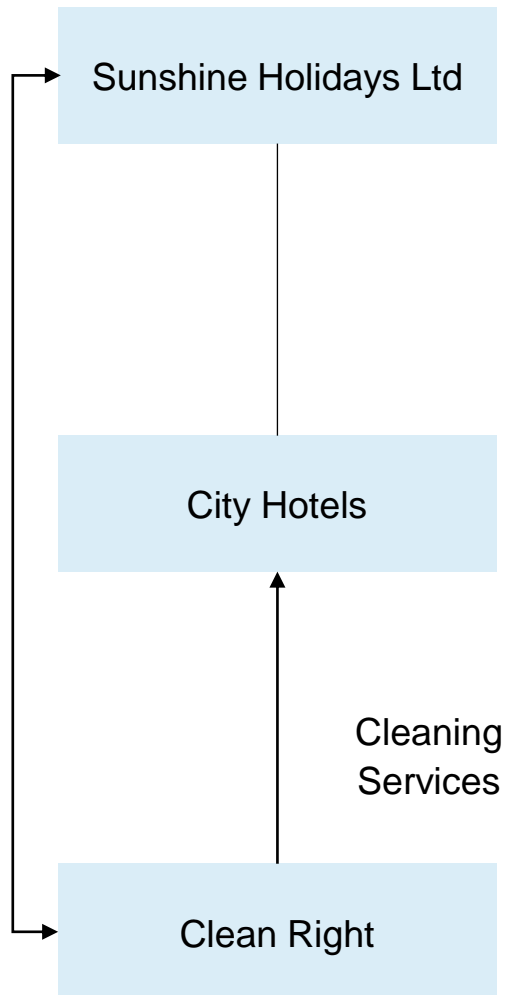 Sunshine Holidays Ltd
City Hotels
Cleaning
Services
Clean Right